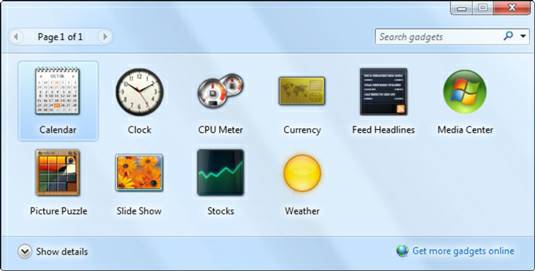 Page 1 of 1
Search gadgets
Calendar
Clock
CPU Meter
Currency
Feed Headlines
Media Center
Picture Puzzle
Slide Show
Stocks
Weather
Show details
Get more gadgets online